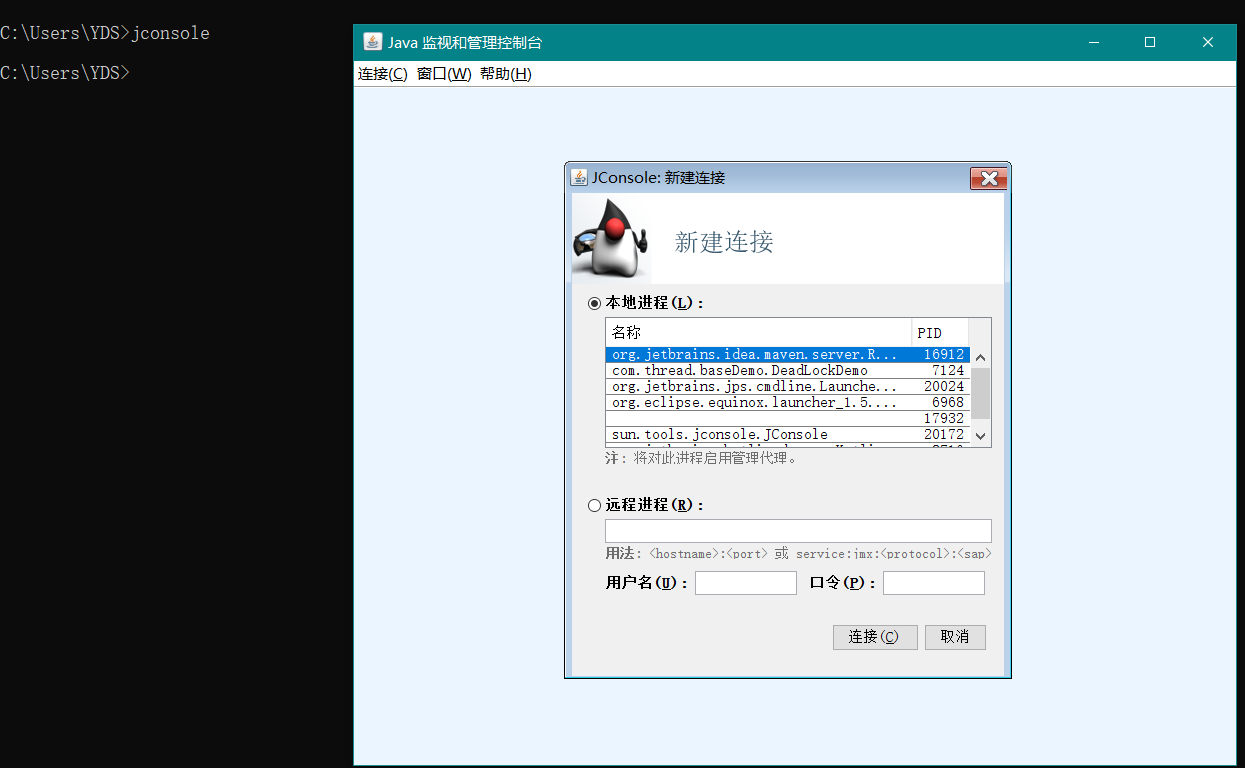 C:\Users\YDS>jconsole
C:\Users\YDS>
Java 监视和管理控制台
连接(C) 窗口(W) 帮助(H)
JConsole: 新建连接
新建连接
本地进程(L):
名称 PID
org.jetbrains.idea.maven.server.R... 16912
com.thread.baseDemo.DeadLockDemo 7124
org.jetbrains.jps.cmdline.Launche... 20024
org.eclipse.equinox.launcher_1.5.... 6968
17932
sun.tools.jconsole.JConsole 20172
注: 将对此进程启用管理代理。
远程进程(R):
用法: <hostname>:<port> 或 service:jmx:<protocol>:<sap>
用户名(U): 口令(P):
连接(C) 取消